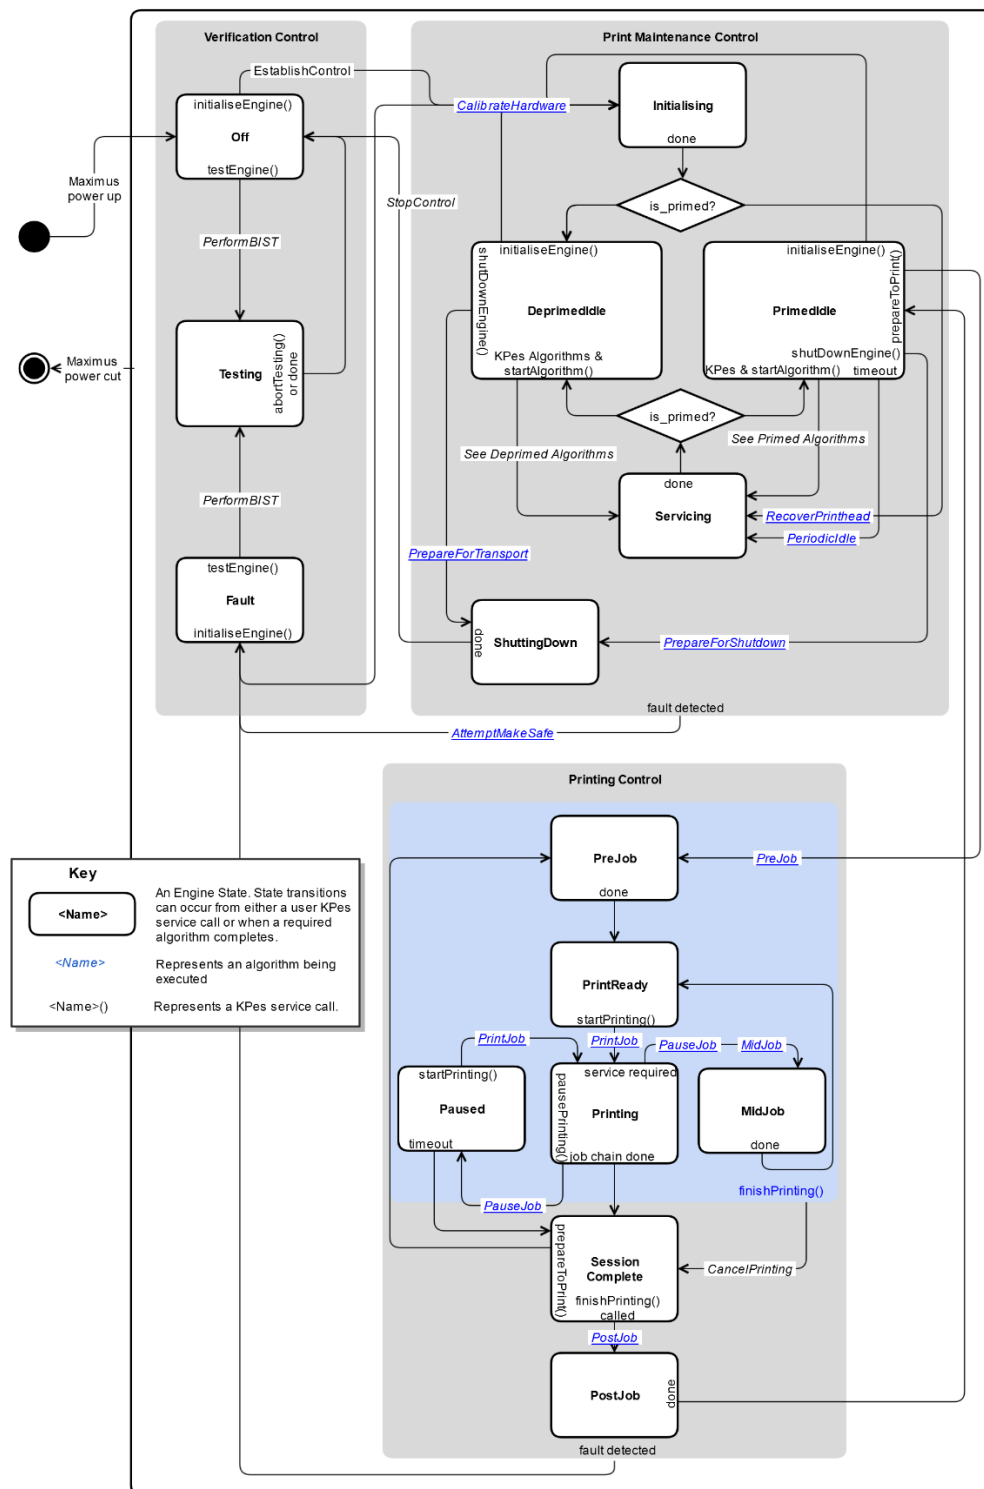 Verification Control
Print Maintenance Control
EstablishControl
initialiseEngine()
Off
testEngine()
CalibrateHardware
Initialising
done
Maximus
power up
StopControl
is_primed?
PerformBIST
initialiseEngine()
shutDownEngine()
DeprimedIdle
KPes Algorithms &
startAlgorithm()
initialiseEngine()
prepareToPrint()
PrimedIdle
shutDownEngine()
KPes & startAlgorithm()
timeout
Maximus
power cut
Testing
abortTesting()
or done
is_primed?
See Deprimed Algorithms
See Primed Algorithms
done
Servicing
RecoverPrinthead
PeriodicIdle
PerformBIST
PrepareForTransport
testEngine()
Fault
initialiseEngine()
done
ShuttingDown
PrepareForShutdown
fault detected
AttemptMakeSafe
Printing Control
PreJob
done
PreJob
Key
<Name>
An Engine State. State transitions
can occur from either a user KPes
service call or when a required
algorithm completes.
<Name>
Represents an algorithm being
executed
<Name>()
Represents a KPes service call.
PrintReady
startPrinting()
PrintJob
PrintJob
PauseJob
MidJob
startPrinting()
Paused
timeout
service required
pausePrinting()
Printing
job chain done
MidJob
done
PauseJob
finishPrinting()
prepareToPrint()
Session
Complete
finishPrinting()
called
CancelPrinting
PostJob
PostJob
done
fault detected